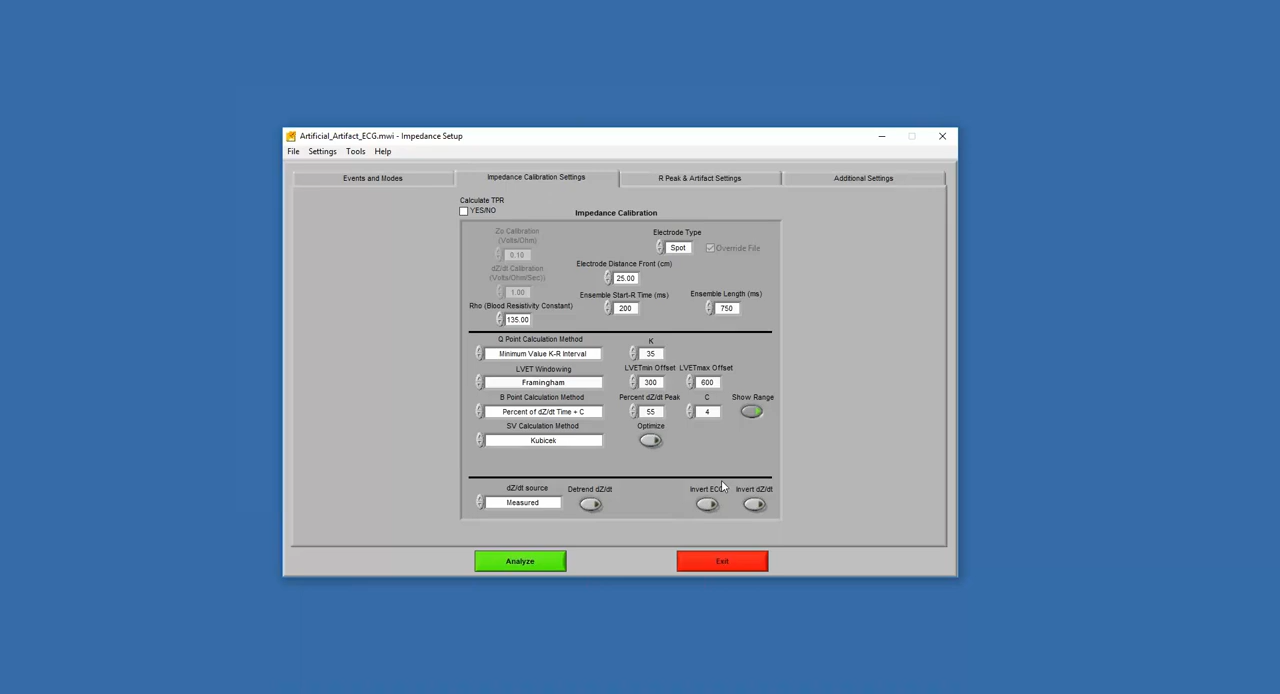 Artificial_Artifact_ECG.mwi - Impedance Setup
File Settings Tools Help
Events and Modes
Impedance Calibration Settings
R Peak & Artifact Settings
Additional Settings
Calculate TPR
YES/NO
Impedance Calibration
Zo Calibration
(Volts/Ohm)
0.10
Electrode Type
Spot
Override File
dZ/dt Calibration
(Volts/Ohm/Sec))
1.00
Electrode Distance Front (cm)
25.00
Rho (Blood Resistivity Constant)
135.00
Ensemble Start-R Time (ms)
200
Ensemble Length (ms)
750
Q Point Calculation Method
Minimum Value K-R Interval
K
35
LVET Windowing
Framingham
LVETmin Offset
300
LVETmax Offset
600
B Point Calculation Method
Percent of dZ/dt Time + C
Percent dZ/dt Peak
55
C
4
Show Range
SV Calculation Method
Kubicek
Optimize
dZ/dt source
Measured
Detrend dZ/dt
Invert ECG
Invert dZ/dt
Analyze
Exit